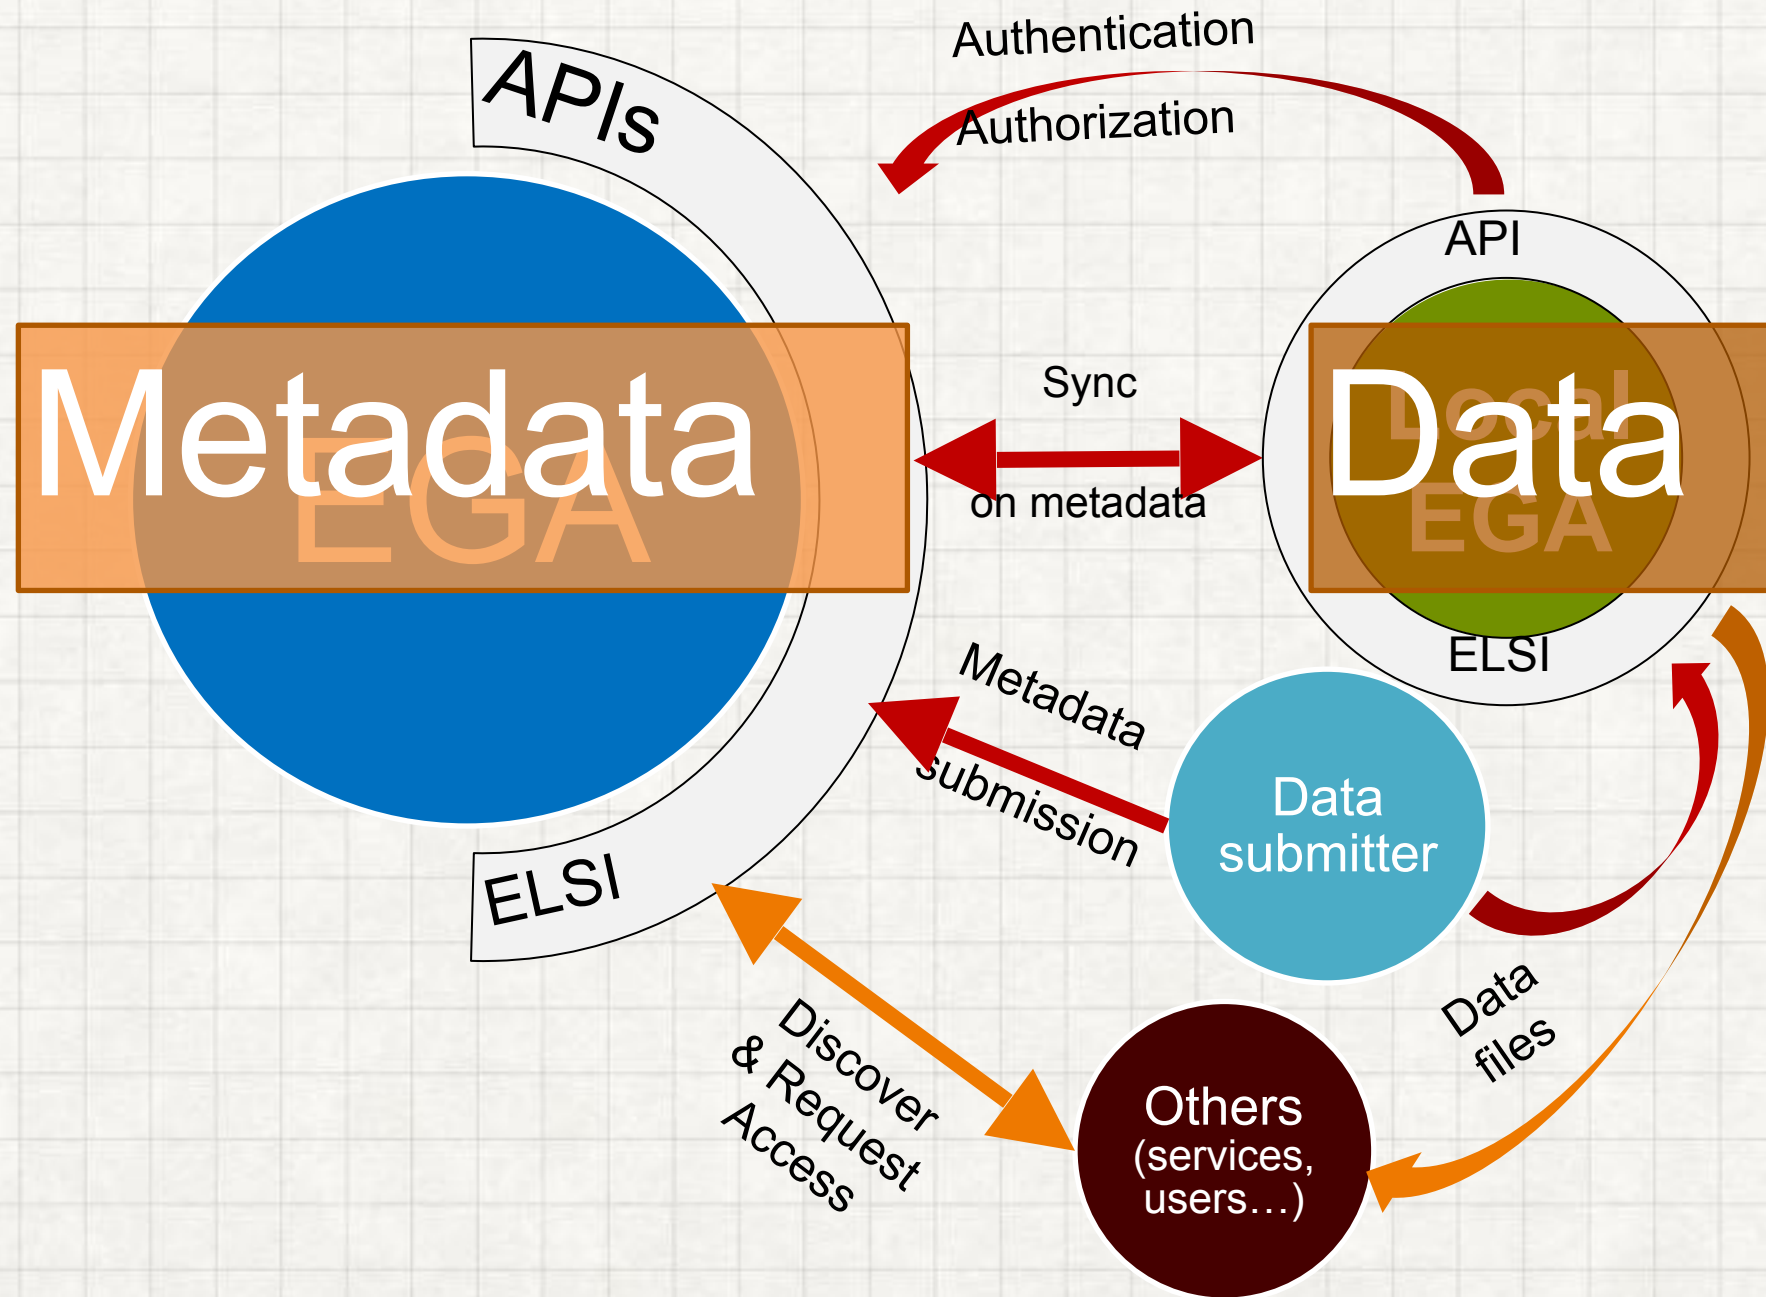 Authentication
Authorization
APIs
API
Metadata
EGA
Sync
on metadata
Data
Local
EGA
ELSI
Metadata
submission
Data
submitter
ELSI
Discover
& Request
Access
Data
files
Others
(services,
users…)